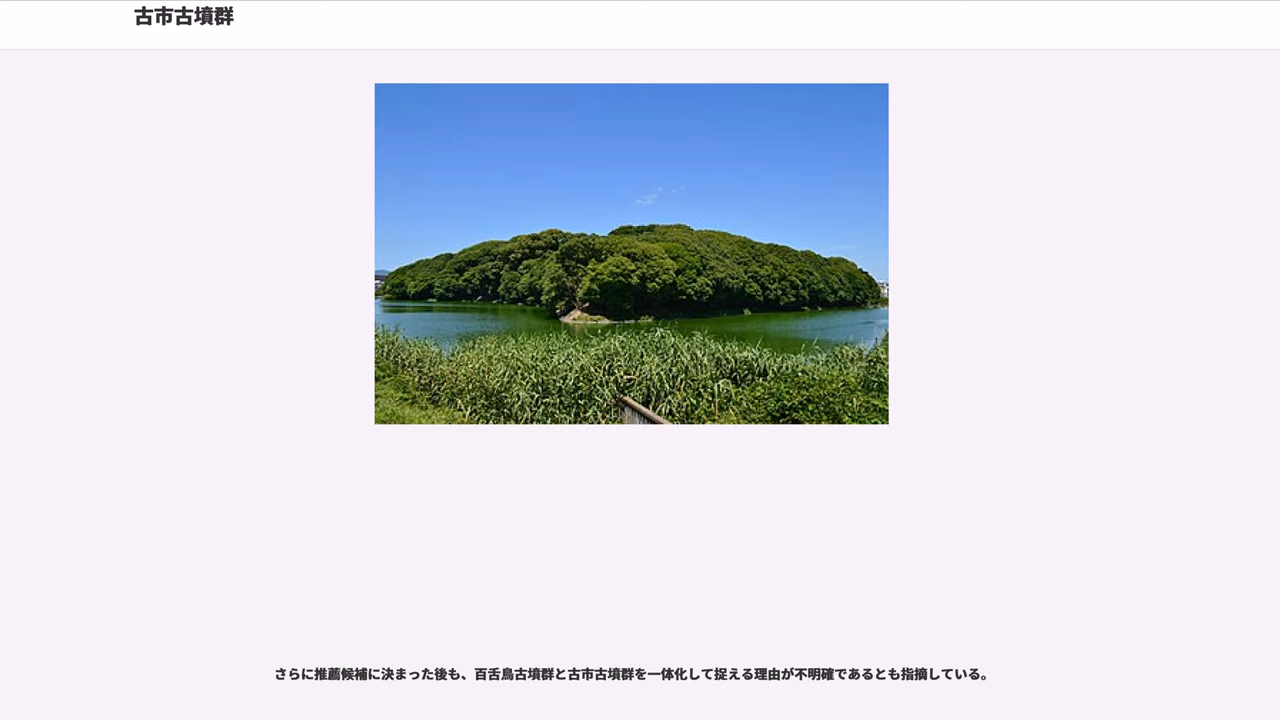 古市古墳群
さらに推薦候補に決まった後も、百舌鳥古墳群と古市古墳群を一体化して捉える理由が不明確であるとも指摘している。